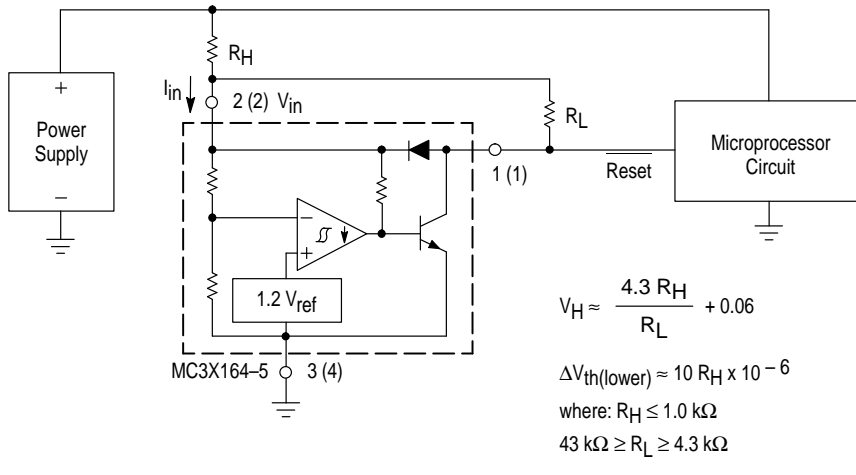 R_H
I_in
2 (2) V_in
+
Power
Supply
–
R_L
Microprocessor
Circuit
1 (1)
Reset
–
+
1.2 V_ref
MC3X164–5
3 (4)
V_H ≈ 4.3 R_H / R_L + 0.06
ΔV_th(lower) ≈ 10 R_H x 10^– 6
where: R_H ≤ 1.0 kΩ
43 kΩ ≥ R_L ≥ 4.3 kΩ